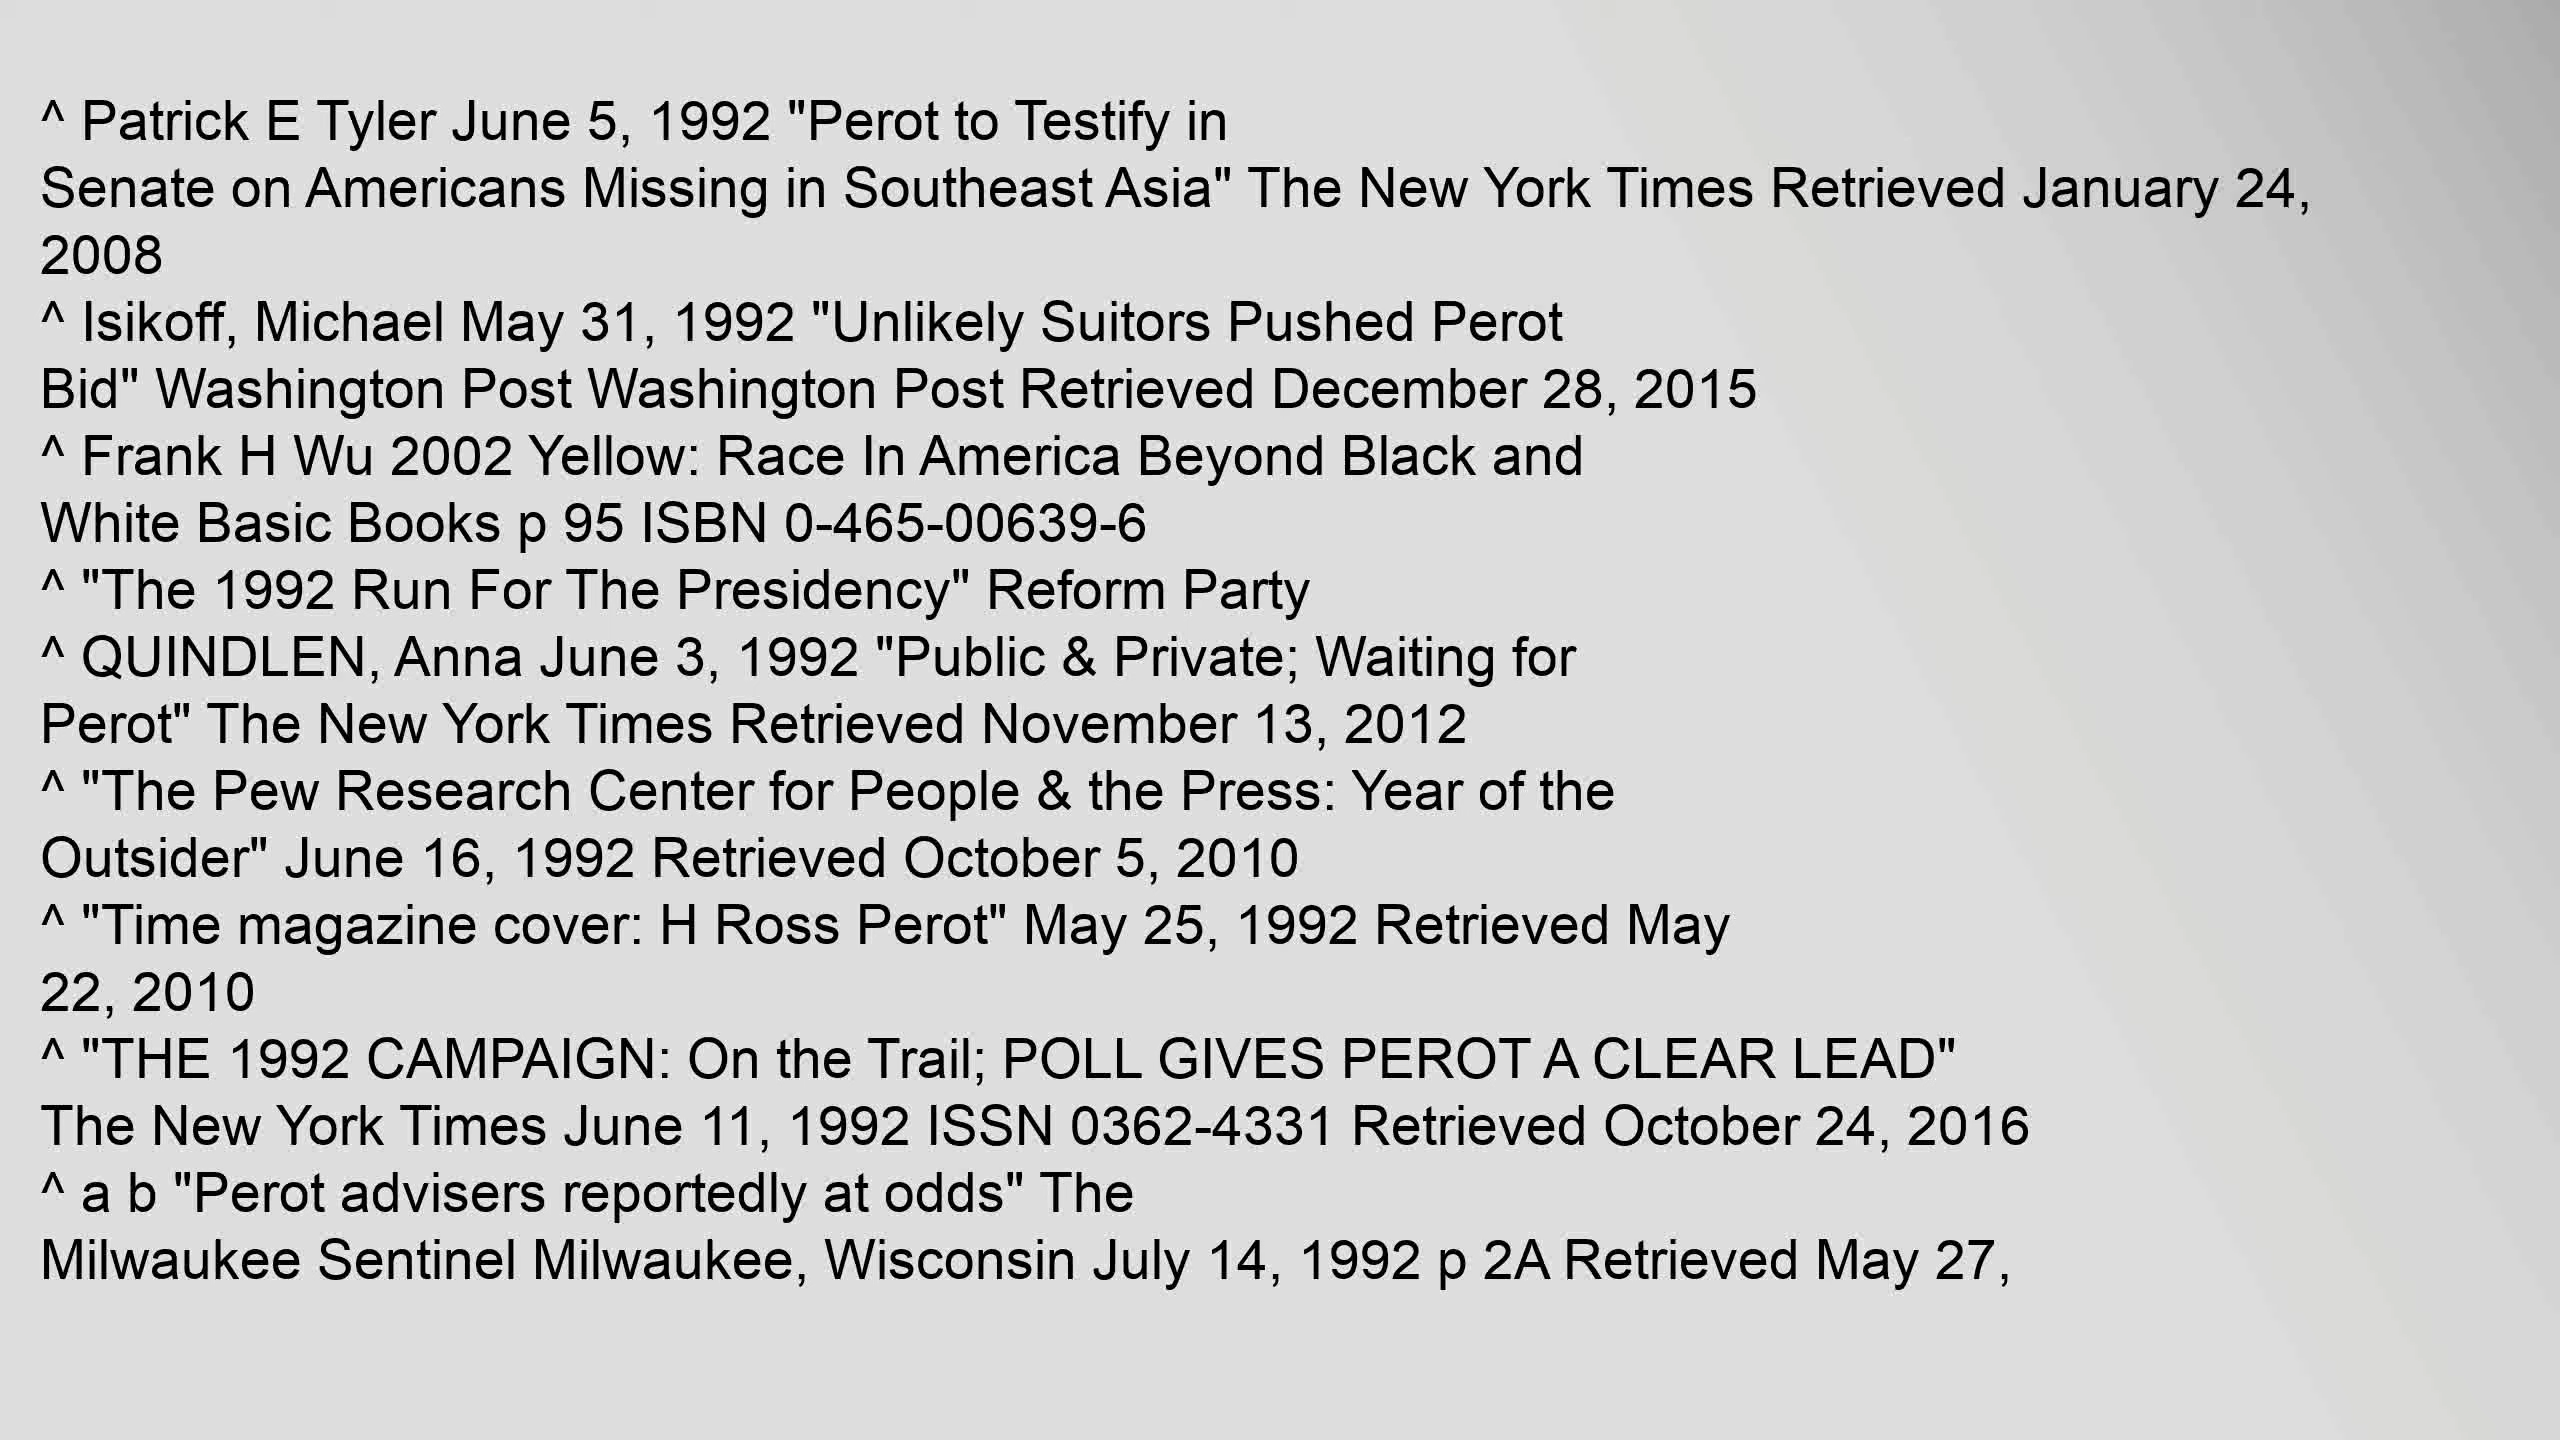 ^ Patrick E Tyler June 5, 1992 "Perot to Testify in
Senate on Americans Missing in Southeast Asia" The New York Times Retrieved January 24,
2008
^ Isikoff, Michael May 31, 1992 "Unlikely Suitors Pushed Perot
Bid" Washington Post Washington Post Retrieved December 28, 2015
^ Frank H Wu 2002 Yellow: Race In America Beyond Black and
White Basic Books p 95 ISBN 0-465-00639-6
^ "The 1992 Run For The Presidency" Reform Party
^ QUINDLEN, Anna June 3, 1992 "Public & Private; Waiting for
Perot" The New York Times Retrieved November 13, 2012
^ "The Pew Research Center for People & the Press: Year of the
Outsider" June 16, 1992 Retrieved October 5, 2010
^ "Time magazine cover: H Ross Perot" May 25, 1992 Retrieved May
22, 2010
^ "THE 1992 CAMPAIGN: On the Trail; POLL GIVES PEROT A CLEAR LEAD"
The New York Times June 11, 1992 ISSN 0362-4331 Retrieved October 24, 2016
^ a b "Perot advisers reportedly at odds" The
Milwaukee Sentinel Milwaukee, Wisconsin July 14, 1992 p 2A Retrieved May 27,